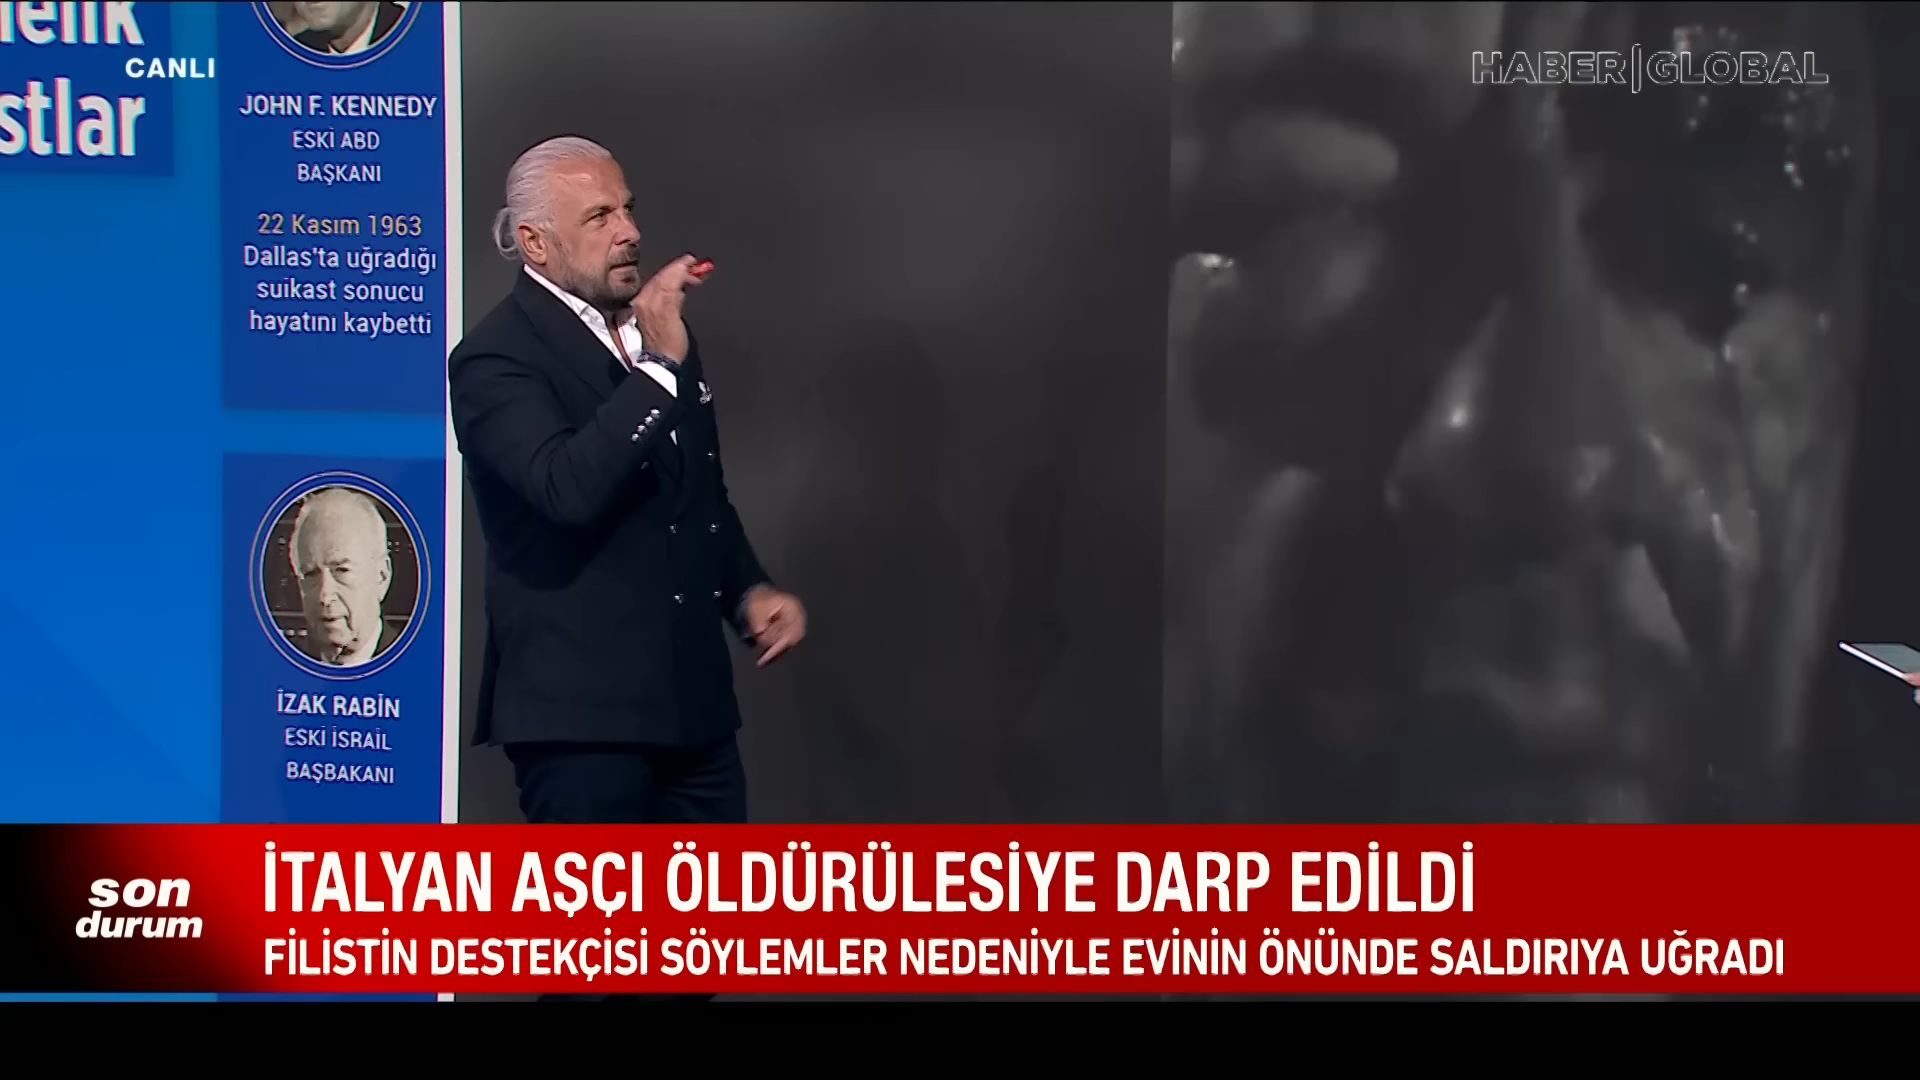 CANLI
stlar
HABER|GLOBAL
JOHN F. KENNEDY
ESKİ ABD
BAŞKANI
22 Kasım 1963
Dallas'ta uğradığı
suikast sonucu
hayatını kaybetti
İZAK RABİN
ESKİ İSRAİL
BAŞBAKANI
son
durum
İTALYAN AŞÇI ÖLDÜRÜLESİYE DARP EDİLDİ
FİLİSTİN DESTEKÇİSİ SÖYLEMLER NEDENİYLE EVİNİN ÖNÜNDE SALDIRIYA UĞRADI